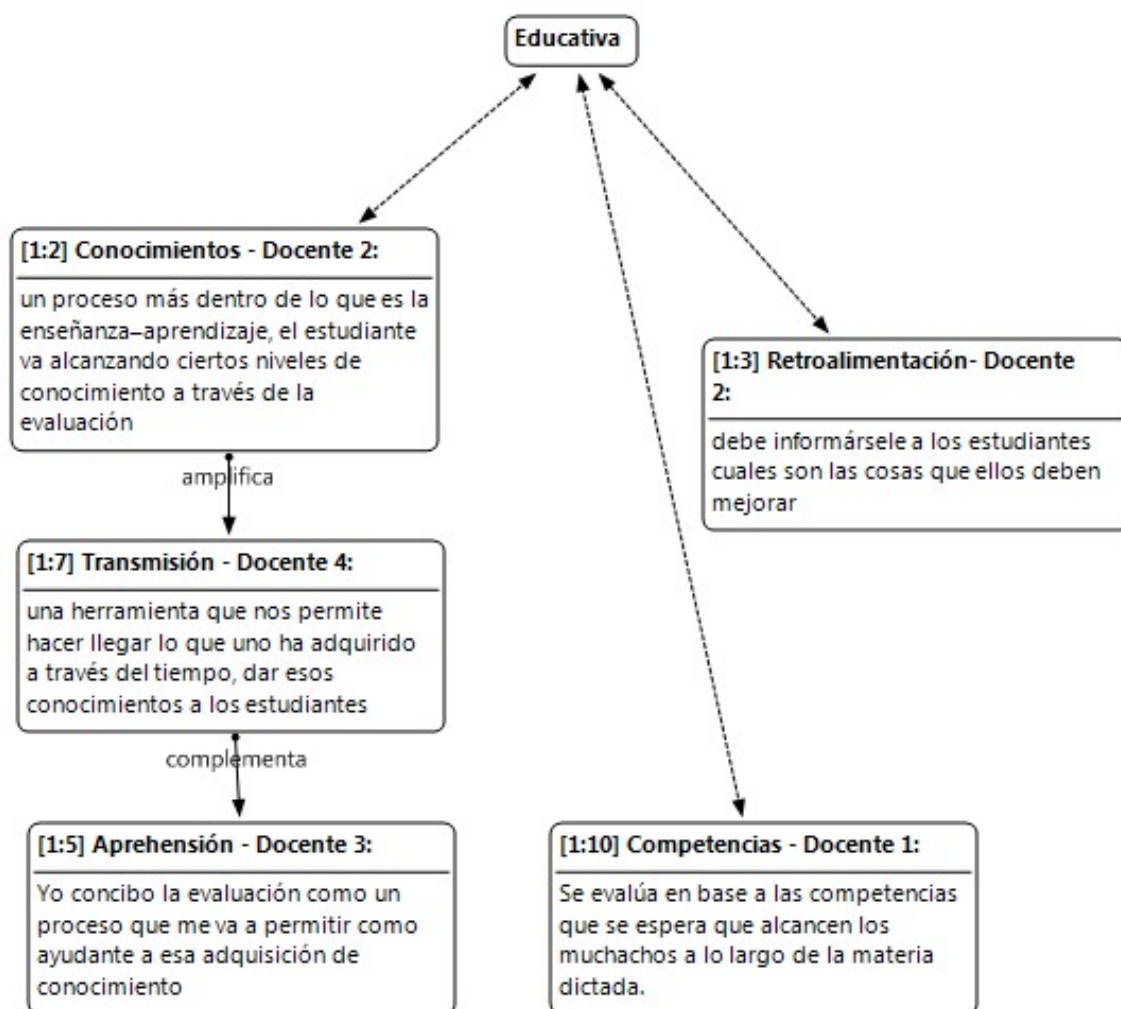 Educativa
[1:2] Conocimientos - Docente 2:
un proceso más dentro de lo que es la
enseñanza–aprendizaje, el estudiante
va alcanzando ciertos niveles de
conocimiento a través de la
evaluación
[1:3] Retroalimentación- Docente
2:
debe informársele a los estudiantes
cuales son las cosas que ellos deben
mejorar
amplifica
[1:7] Transmisión - Docente 4:
una herramienta que nos permite
hacer llegar lo que uno ha adquirido
a través del tiempo, dar esos
conocimientos a los estudiantes
complementa
[1:5] Aprehensión - Docente 3:
Yo concibo la evaluación como un
proceso que me va a permitir como
ayudante a esa adquisición de
conocimiento
[1:10] Competencias - Docente 1:
Se evalúa en base a las competencias
que se espera que alcancen los
muchachos a lo largo de la materia
dictada.